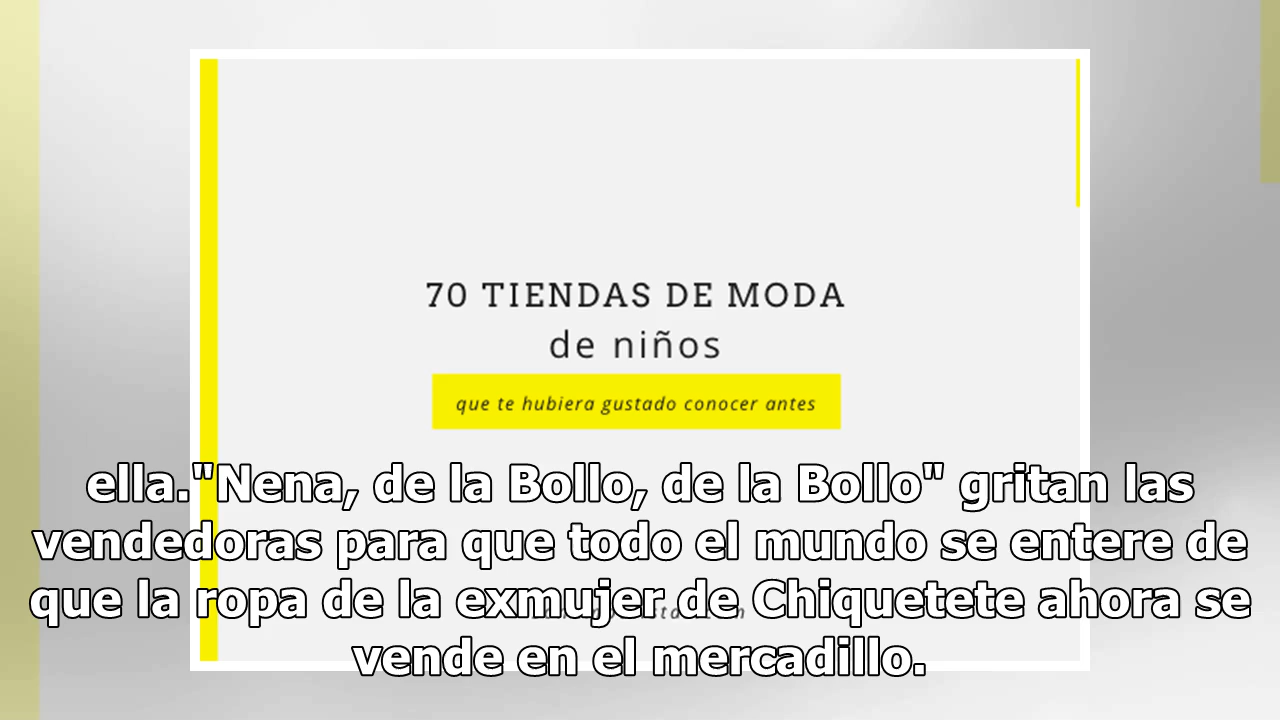 70 TIENDAS DE MODA
de niños
que te hubiera gustado conocer antes
ella."Nena, de la Bollo, de la Bollo" gritan las
vendedoras para que todo el mundo se entere de
que la ropa de la exmujer de Chiquetete ahora se
vende en el mercadillo.